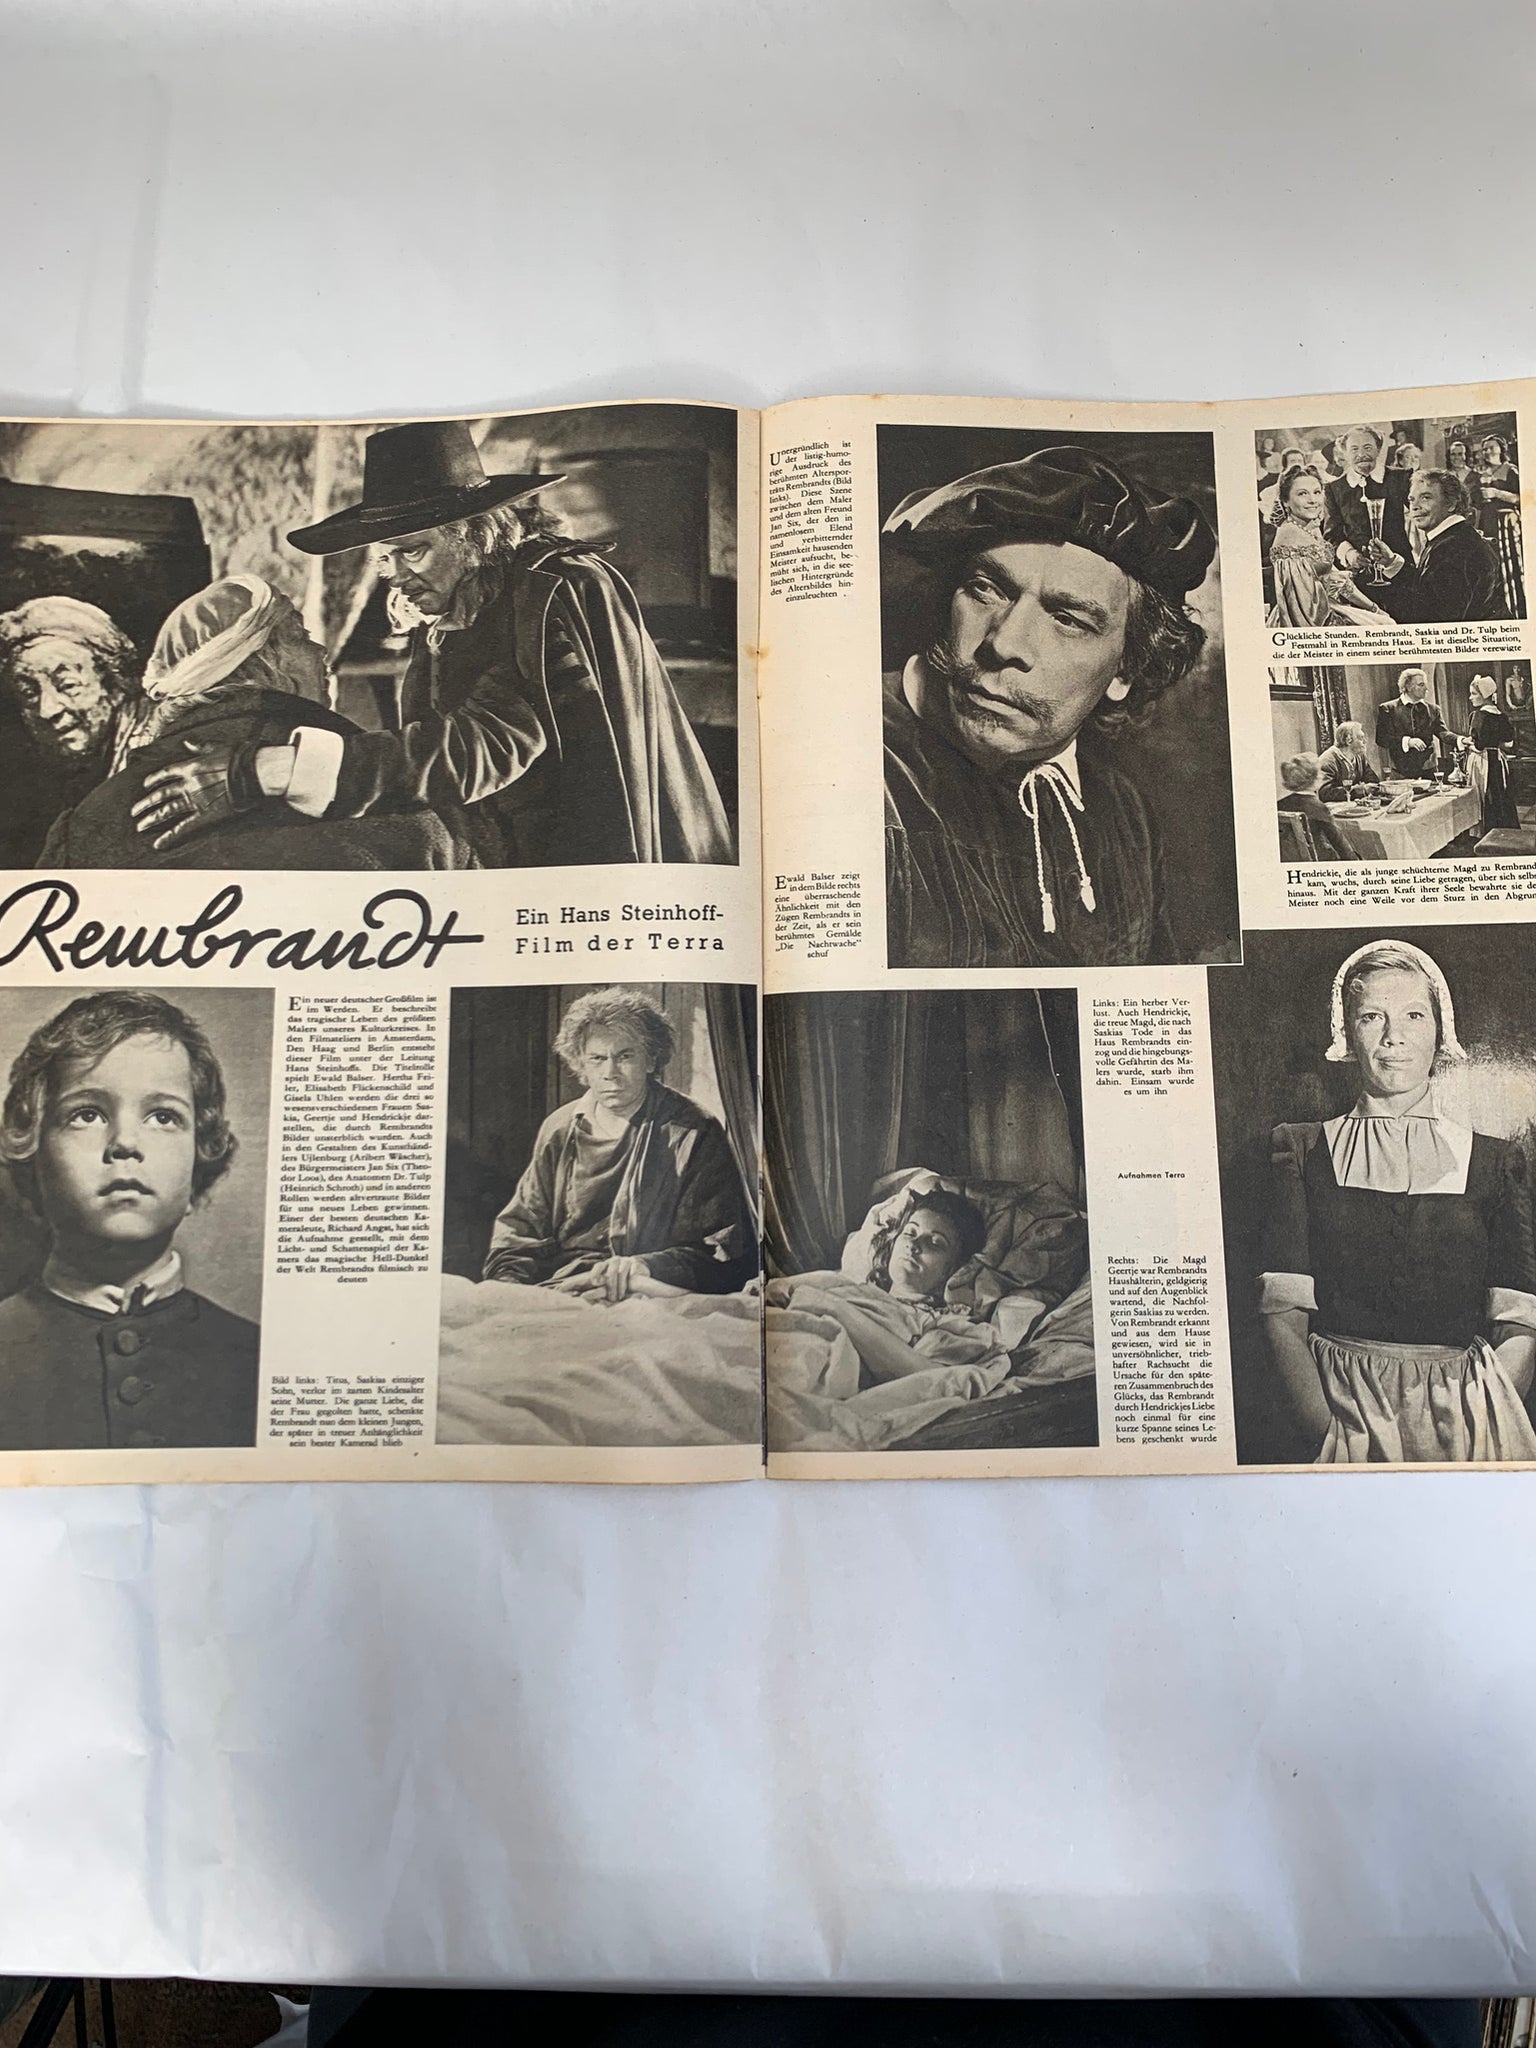 Rembrandt
Ein Hans Steinhoff-
Film der Terra
Ein neuer deutscher Großfilm ist
im Werden. Er beschreibt
das tragische Leben des größten
Malers unseres Kulturkreises. In
den Filmateliers in Amsterdam,
Den Haag und Berlin entsteht
dieser Film unter der Leitung
Hans Steinhoffs. Die Titelrolle
spielt Ewald Balser. Hertha Fei-
ler, Elisabeth Flickenschild und
Gisela Uhlen werden die drei so
wesensverschiedenen Frauen Sas-
kia, Geertje und Hendrickje dar-
stellen, die durch Rembrandts
Bilder unsterblich wurden. Auch
in den Gestalten des Kunsthänd-
lers Ujlenburg (Aribert Wäscher),
des Bürgermeisters Jan Six (Theo-
dor Loos), des Anatomen Dr. Tulp
(Heinrich Schroth) und in anderen
Rollen werden altvertraute Bilder
für uns neues Leben gewinnen.
Einer der besten deutschen Ka-
meraleute, Richard Angst, hat sich
die Aufnahme gestellt, mit dem
Licht- und Schattenspiel der Ka-
mera das magische Hell-Dunkel
der Welt Rembrandts filmisch zu
deuten
Bild links: Titus, Saskias einziger
Sohn, verlor im zarten Kindesalter
seine Mutter. Die ganze Liebe, die
der Frau gegolten hatte, schenkte
Rembrandt nun dem kleinen Jungen,
der später in treuer Anhänglichkeit
sein bester Kamerad blieb
Unergründlich ist
der listig-humo-
rige Ausdruck des
berühmten Alterspor-
träts Rembrandts (Bild
links). Diese Szene
zwischen dem Maler
und dem alten Freund
Jan Six, der den in
namenlosem Elend
und verbitternder
Einsamkeit hausenden
Meister aufsucht, be-
müht sich, in die see-
lischen Hintergründe
des Altersbildes hin-
einzuleuchten .
Ewald Balser zeigt
in dem Bilde rechts
eine überraschende
Ähnlichkeit mit den
Zügen Rembrandts in
der Zeit, als er sein
berühmtes Gemälde
„Die Nachtwache“
schuf
Glückliche Stunden. Rembrandt, Saskia und Dr. Tulp beim
Festmahl in Rembrandts Haus. Es ist dieselbe Situation,
die der Meister in einem seiner berühmtesten Bilder verewigte
Hendrickje, die als junge schüchterne Magd zu Rembrand
kam, wuchs, durch seine Liebe getragen, über sich selbs
hinaus. Mit der ganzen Kraft ihrer Seele bewahrte sie de
Meister noch eine Weile vor dem Sturz in den Abgrun
Links: Ein herber Ver-
lust. Auch Hendrickje,
die treue Magd, die nach
Saskias Tode in das
Haus Rembrandts ein-
zog und die hingebungs-
volle Gefährtin des Ma-
lers wurde, starb ihm
dahin. Einsam wurde
es um ihn
Aufnahmen Terra
Rechts: Die Magd
Geertje war Rembrandts
Haushälterin, geldgierig
und auf den Augenblick
wartend, die Nachfol-
gerin Saskias zu werden.
Von Rembrandt erkannt
und aus dem Hause
gewiesen, wird sie in
unversöhnlicher, trieb-
hafter Rachsucht die
Ursache für den späte-
ren Zusammenbruch des
Glücks, das Rembrandt
durch Hendrickjes Liebe
noch einmal für eine
kurze Spanne seines Le-
bens geschenkt wurde